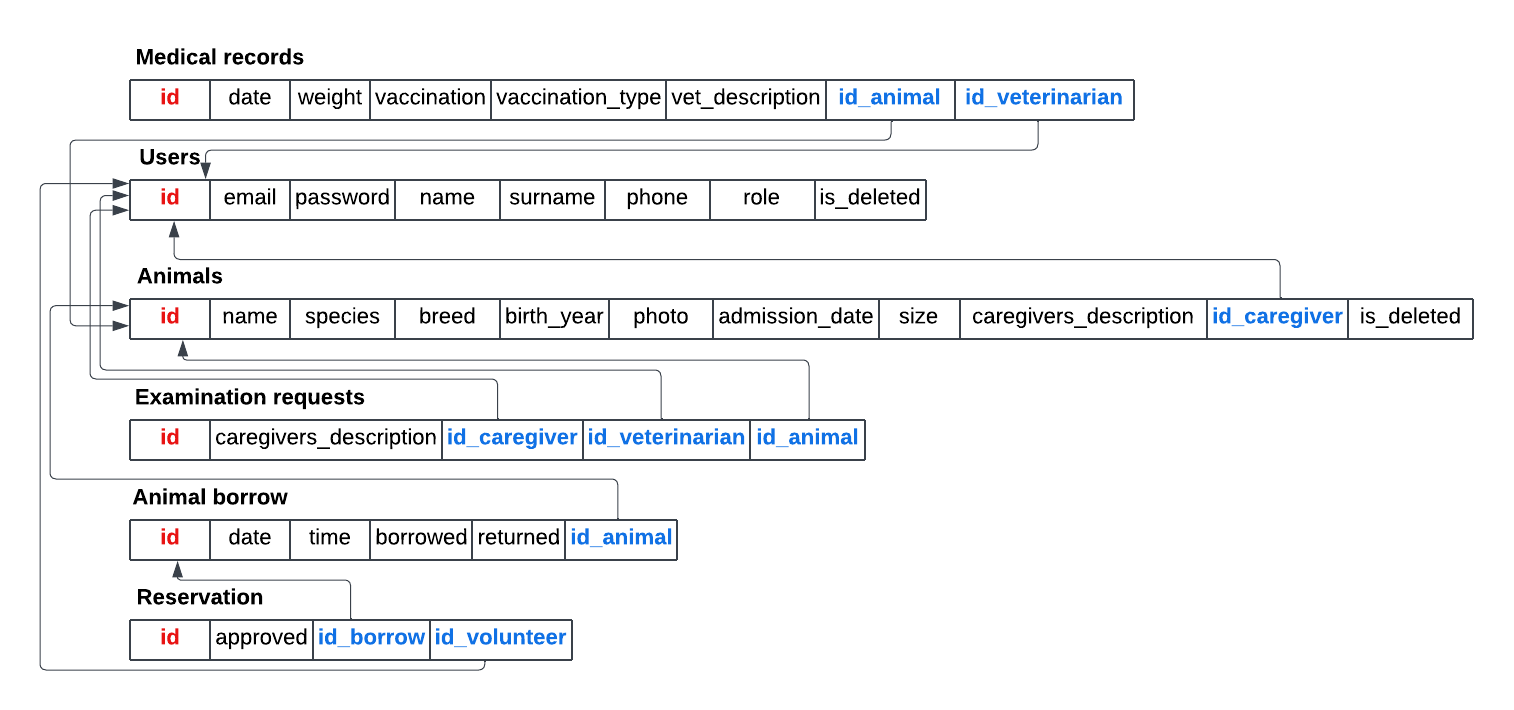 Medical records
id date weight vaccination vaccination_type vet_description id_animal id_veterinarian
Users
id email password name surname phone role is_deleted
Animals
id name species breed birth_year photo admission_date size caregivers_description id_caregiver is_deleted
Examination requests
id caregivers_description id_caregiver id_veterinarian id_animal
Animal borrow
id date time borrowed returned id_animal
Reservation
id approved id_borrow id_volunteer